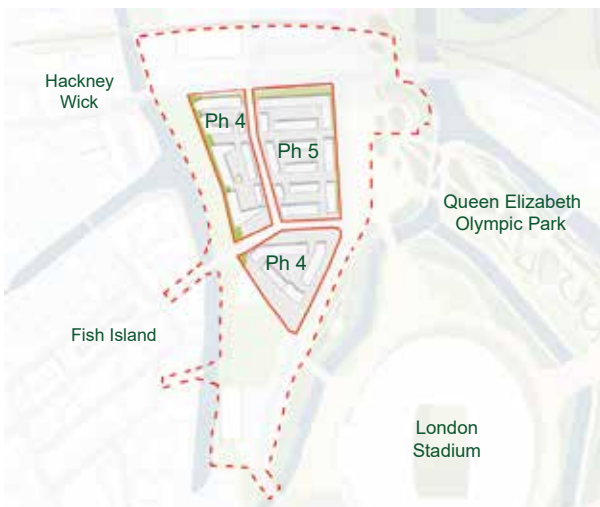 Hackney
Wick
Ph 4
Ph 5
Queen Elizabeth
Olympic Park
Ph 4
Fish Island
London
Stadium